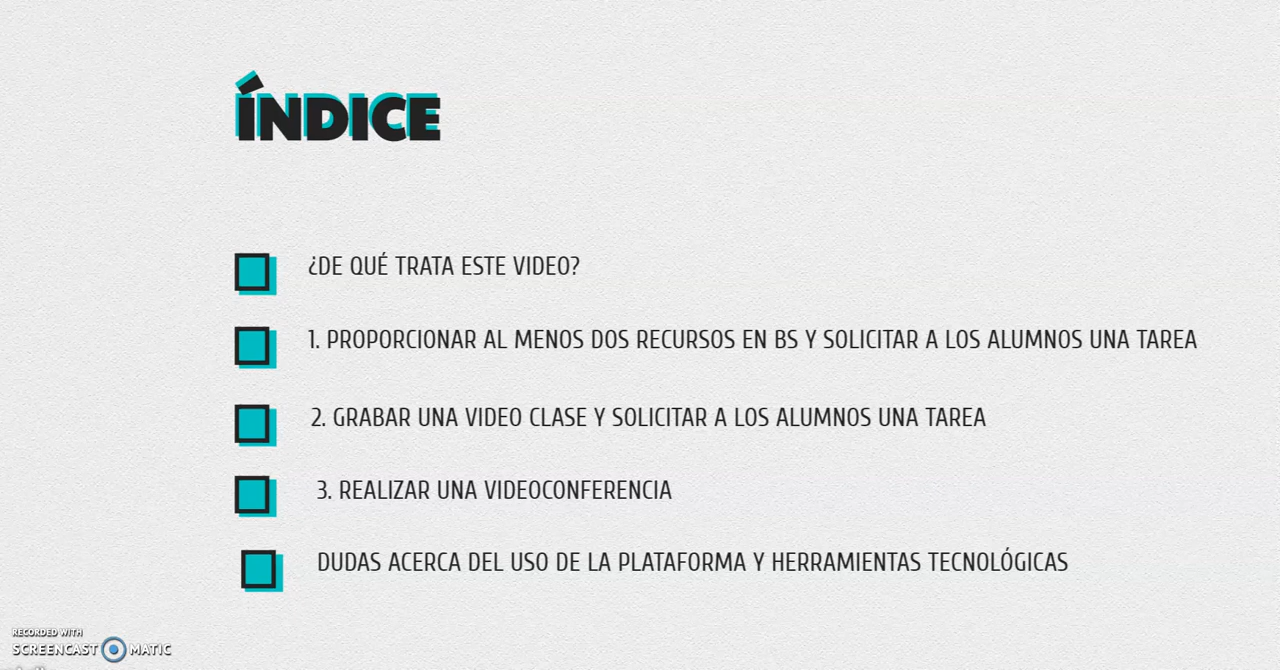 ÍNDICE
¿DE QUÉ TRATA ESTE VIDEO?
1. PROPORCIONAR AL MENOS DOS RECURSOS EN BS Y SOLICITAR A LOS ALUMNOS UNA TAREA
2. GRABAR UNA VIDEO CLASE Y SOLICITAR A LOS ALUMNOS UNA TAREA
3. REALIZAR UNA VIDEOCONFERENCIA
DUDAS ACERCA DEL USO DE LA PLATAFORMA Y HERRAMIENTAS TECNOLÓGICAS
RECORDED WITH
SCREENCAST MATIC